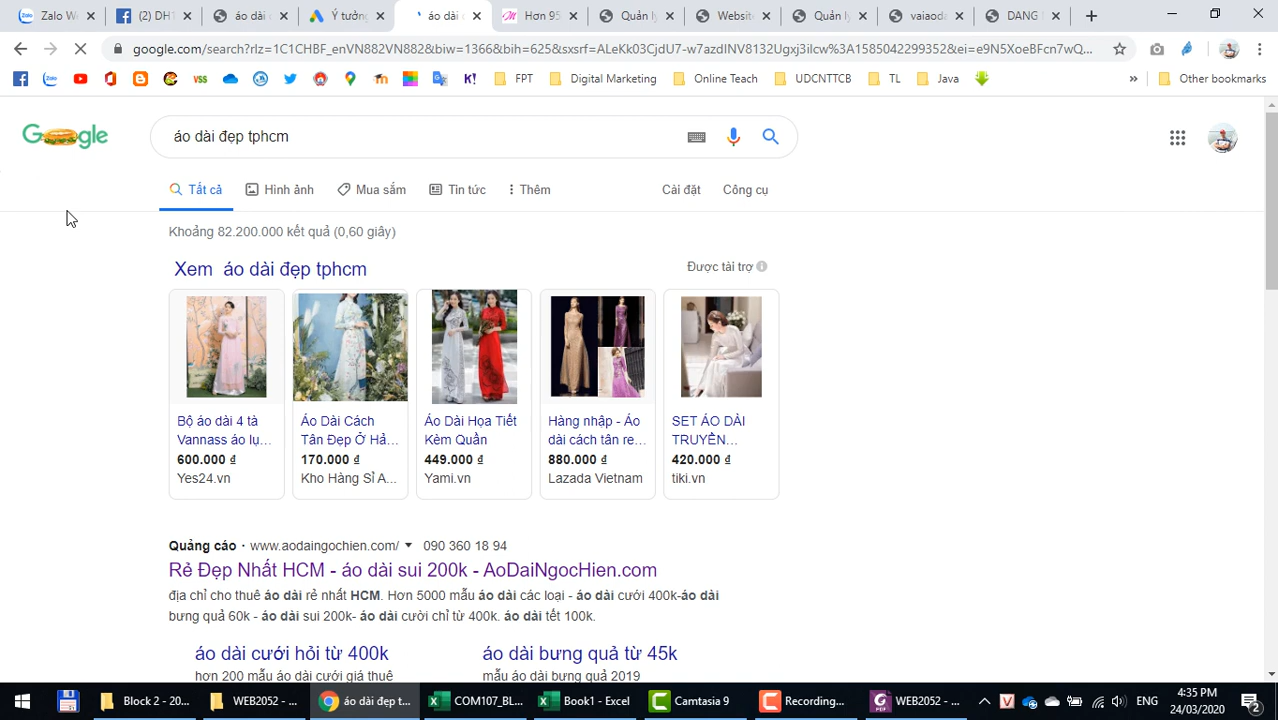 Zalo We
(2) DH1
áo dài c
Ý tưởng
áo dài đ
Hơn 95
Quản lý
Website
Quản lý
vaiaoda
DANG N
google.com/search?rlz=1C1CHBF_enVN882VN882&biw=1366&bih=625&sxsrf=ALeKk03CjdU7-w7azdINV8132Ugxj3ilcw%3A1585042299352&ei=e9N5XoeBFcn7wQ...
FPT
Digital Marketing
Online Teach
UDCNTTCB
TL
Java
»
Other bookmarks
Google
áo dài đẹp tphcm
Tất cả
Hình ảnh
Mua sắm
Tin tức
Thêm
Cài đặt
Công cụ
Khoảng 82.200.000 kết quả (0,60 giây)
Xem áo dài đẹp tphcm
Được tài trợ
Bộ áo dài 4 tà
Vannass áo lụ...
600.000 ₫
Yes24.vn
Áo Dài Cách
Tân Đẹp Ở Hả...
170.000 ₫
Kho Hàng Sỉ A...
Áo Dài Họa Tiết
Kèm Quần
449.000 ₫
Yami.vn
Hàng nhập - Áo
dài cách tân re...
880.000 ₫
Lazada Vietnam
SET ÁO DÀI
TRUYỀN...
420.000 ₫
tiki.vn
Quảng cáo · www.aodaingochien.com/ 090 360 18 94
Rẻ Đẹp Nhất HCM - áo dài sui 200k - AoDaiNgocHien.com
địa chỉ cho thuê áo dài rẻ nhất HCM. Hơn 5000 mẫu áo dài các loại - áo dài cưới 400k-áo dài
bưng quả 60k - áo dài sui 200k- áo dài cưới chỉ từ 400k. áo dài tết 100k.
áo dài cưới hỏi từ 400k
hơn 200 mẫu áo dài cưới giá thuê
áo dài bưng quả từ 45k
mẫu áo dài bưng quả 2019
Block 2 - 20...
WEB2052 - ...
áo dài đẹp t...
COM107_BL...
Book1 - Excel
Camtasia 9
Recording...
WEB2052 - ...
ENG
4:35 PM
24/03/2020
2